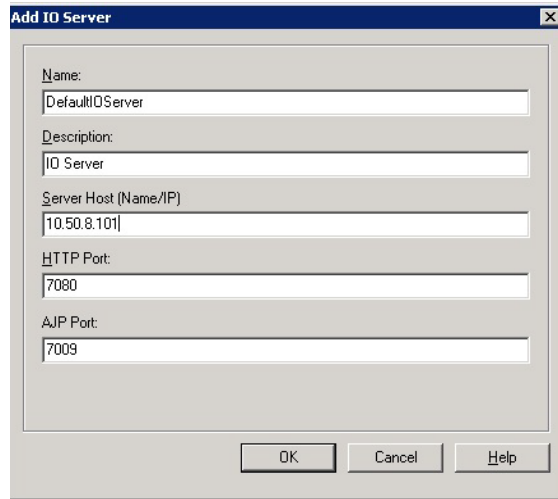 Add IO Server
Name:
DefaultIOServer
Description:
IO Server
Server Host (Name/IP)
10.50.8.101
HTTP Port:
7080
AJP Port:
7009
OK Cancel Help